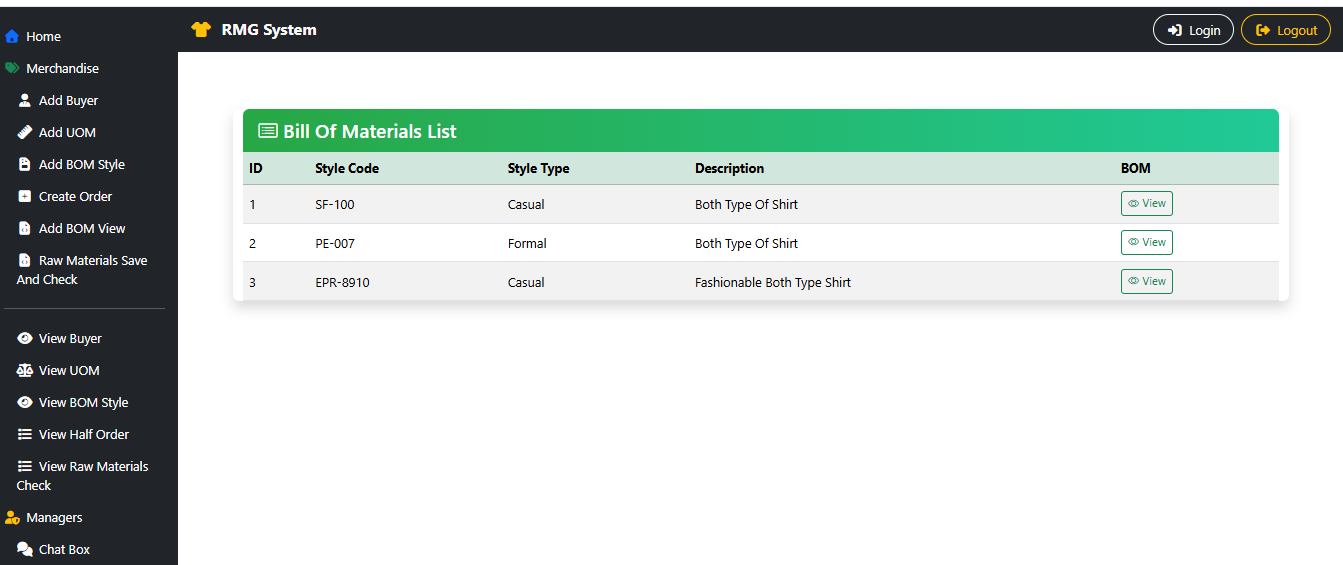 Home
Merchandise
Add Buyer
Add UOM
Add BOM Style
Create Order
Add BOM View
Raw Materials Save
And Check
View Buyer
View UOM
View BOM Style
View Half Order
View Raw Materials
Check
Managers
Chat Box
RMG System
Login
Logout
Bill Of Materials List
ID Style Code Style Type Description BOM
1 SF-100 Casual Both Type Of Shirt View
2 PE-007 Formal Both Type Of Shirt View
3 EPR-8910 Casual Fashionable Both Type Shirt View